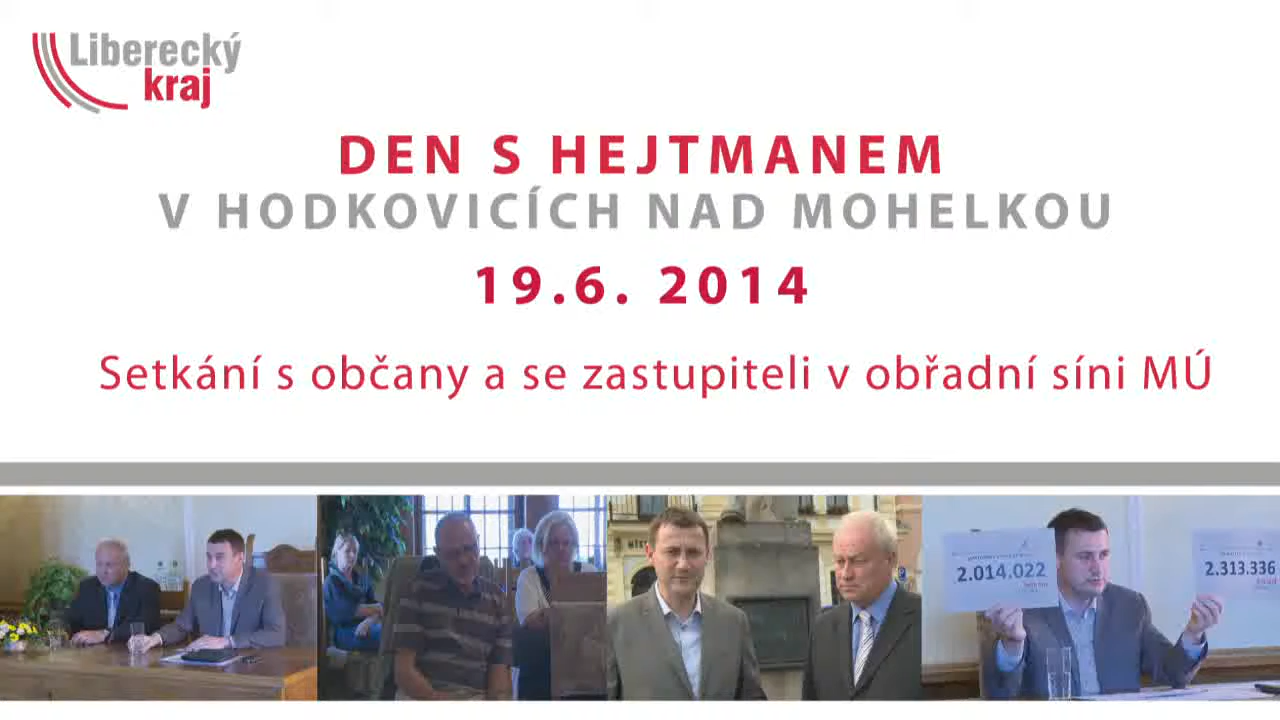 Liberecký
kraj
DEN S HEJTMANEM
V HODKOVICÍCH NAD MOHELKOU
19.6. 2014
Setkání s občany a se zastupiteli v obřadní síni MÚ
2.014.022
2.313.336